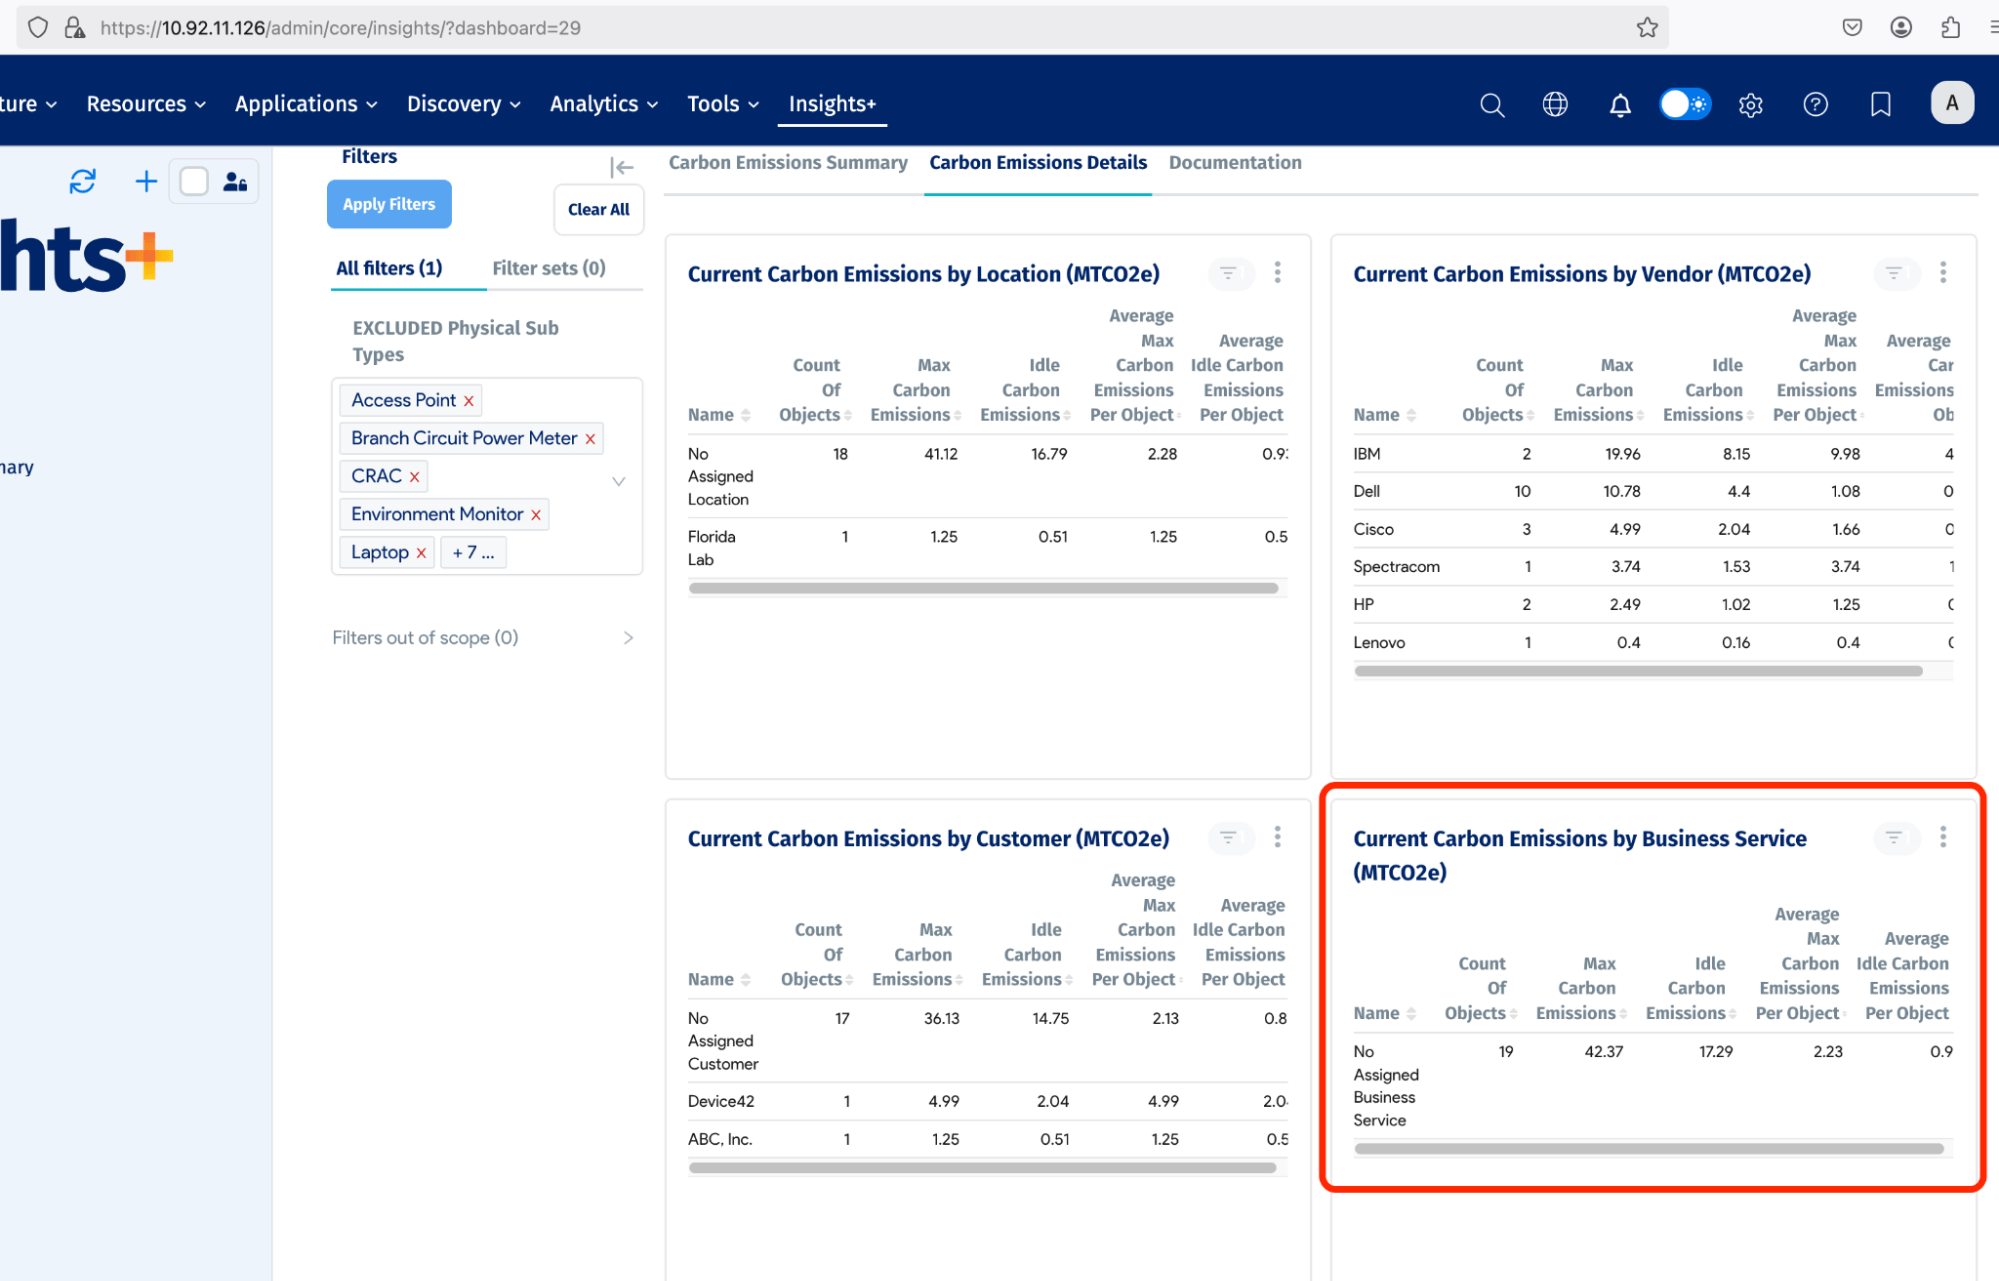 https://10.92.11.126/admin/core/insights/?dashboard=29
ture Resources Applications Discovery Analytics Tools Insights+ A
hts+
mary
Filters
Apply Filters
Clear All
All filters (1) Filter sets (0)
EXCLUDED Physical Sub
Types
Access Point ×
Branch Circuit Power Meter ×
CRAC ×
Environment Monitor ×
Laptop × + 7 ...
Filters out of scope (0)
Carbon Emissions Summary Carbon Emissions Details Documentation
Current Carbon Emissions by Location (MTCO2e)
Average
Max Average
Count Max Idle Carbon Idle Carbon
Of Carbon Carbon Emissions Emissions
Name Objects Emissions Emissions Per Object Per Object
No 18 41.12 16.79 2.28 0.93
Assigned
Location
Florida 1 1.25 0.51 1.25 0.5
Lab
Current Carbon Emissions by Vendor (MTCO2e)
Average
Max Average
Count Max Idle Carbon Car
Of Carbon Carbon Emissions Emissions
Name Objects Emissions Emissions Per Object Ob
IBM 2 19.96 8.15 9.98 4
Dell 10 10.78 4.4 1.08 0
Cisco 3 4.99 2.04 1.66 0
Spectracom 1 3.74 1.53 3.74 1
HP 2 2.49 1.02 1.25 0
Lenovo 1 0.4 0.16 0.4 0
Current Carbon Emissions by Customer (MTCO2e)
Average
Max Average
Count Max Idle Carbon Idle Carbon
Of Carbon Carbon Emissions Emissions
Name Objects Emissions Emissions Per Object Per Object
No 17 36.13 14.75 2.13 0.8
Assigned
Customer
Device42 1 4.99 2.04 4.99 2.0
ABC, Inc. 1 1.25 0.51 1.25 0.5
Current Carbon Emissions by Business Service
(MTCO2e)
Average
Max Average
Count Max Idle Carbon Idle Carbon
Of Carbon Carbon Emissions Emissions
Name Objects Emissions Emissions Per Object Per Object
No 19 42.37 17.29 2.23 0.9
Assigned
Business
Service